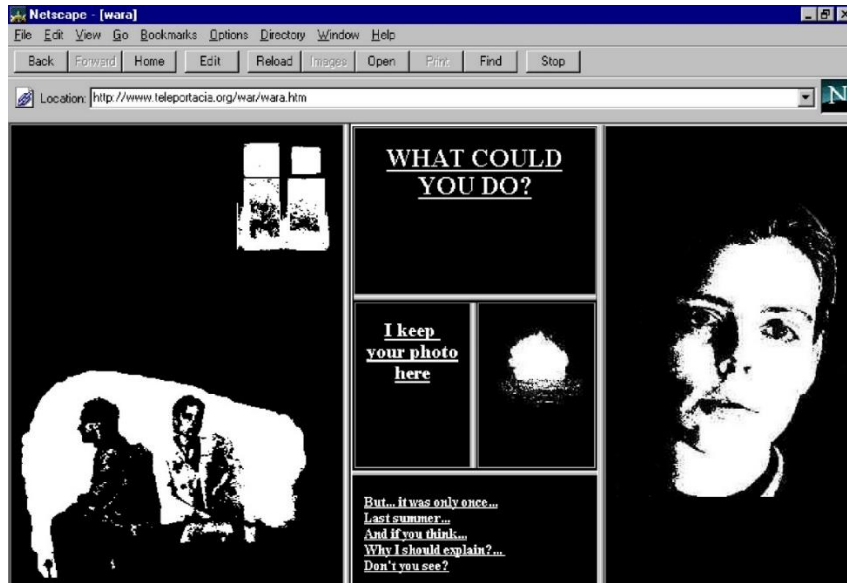 Netscape - [wara]
File Edit View Go Bookmarks Options Directory Window Help
Back Forward Home Edit Reload Images Open Print Find Stop
Location: http://www.teleportacia.org/war/wara.htm
N
WHAT COULD
YOU DO?
I keep
your photo
here
But... it was only once...
Last summer...
And if you think...
Why I should explain?...
Don't you see?